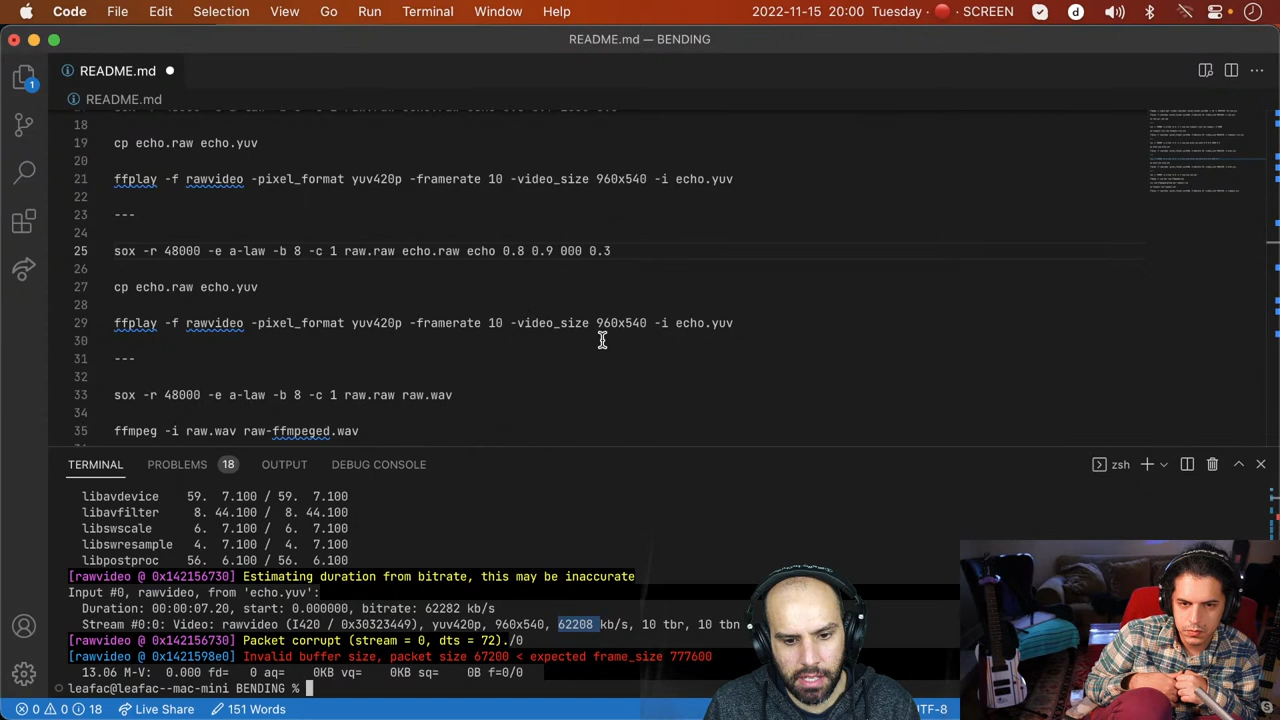 Code File Edit Selection View Go Run Terminal Window Help 2022-11-15 20:00 Tuesday • SCREEN d
README.md — BENDING
README.md
README.md
1
18
19 cp echo.raw echo.yuv
20
21 ffplay -f rawvideo -pixel_format yuv420p -framerate 10 -video_size 960x540 -i echo.yuv
22
23 ---
24
25 sox -r 48000 -e a-law -b 8 -c 1 raw.raw echo.raw echo 0.8 0.9 000 0.3
26
27 cp echo.raw echo.yuv
28
29 ffplay -f rawvideo -pixel_format yuv420p -framerate 10 -video_size 960x540 -i echo.yuv
30
31 ---
32
33 sox -r 48000 -e a-law -b 8 -c 1 raw.raw raw.wav
34
35 ffmpeg -i raw.wav raw-ffmpeged.wav
TERMINAL PROBLEMS 18 OUTPUT DEBUG CONSOLE zsh
libavdevice 59. 7.100 / 59. 7.100
libavfilter 8. 44.100 / 8. 44.100
libswscale 6. 7.100 / 6. 7.100
libswresample 4. 7.100 / 4. 7.100
libpostproc 56. 6.100 / 56. 6.100
[rawvideo @ 0x142156730] Estimating duration from bitrate, this may be inaccurate
Input #0, rawvideo, from 'echo.yuv':
Duration: 00:00:07.20, start: 0.000000, bitrate: 62282 kb/s
Stream #0:0: Video: rawvideo (I420 / 0x30323449), yuv420p, 960x540, 62208 kb/s, 10 tbr, 10 tbn
[rawvideo @ 0x142156730] Packet corrupt (stream = 0, dts = 72)./0
[rawvideo @ 0x1421598e0] Invalid buffer size, packet size 67200 < expected frame_size 777600
13.06 M-V: 0.000 fd= 0 aq= 0KB vq= 0KB sq= 0B f=0/0
leafac@leafac--mac-mini BENDING %
0 0 18 Live Share 151 Words UTF-8